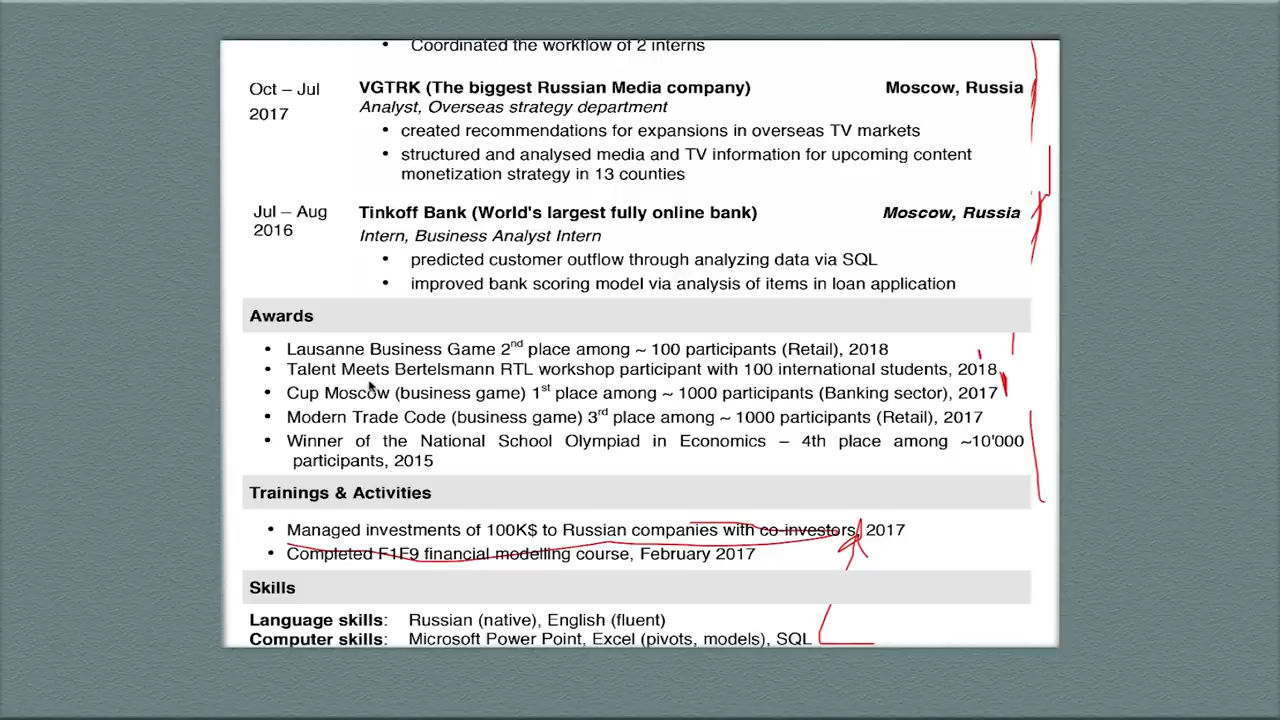 • Coordinated the workflow of 2 interns
Oct – Jul 2017 VGTRK (The biggest Russian Media company) Moscow, Russia
Analyst, Overseas strategy department
• created recommendations for expansions in overseas TV markets
• structured and analysed media and TV information for upcoming content
monetization strategy in 13 counties
Jul – Aug 2016 Tinkoff Bank (World's largest fully online bank) Moscow, Russia
Intern, Business Analyst Intern
• predicted customer outflow through analyzing data via SQL
• improved bank scoring model via analysis of items in loan application
Awards
• Lausanne Business Game 2nd place among ~ 100 participants (Retail), 2018
• Talent Meets Bertelsmann RTL workshop participant with 100 international students, 2018
• Cup Moscow (business game) 1st place among ~ 1000 participants (Banking sector), 2017
• Modern Trade Code (business game) 3rd place among ~ 1000 participants (Retail), 2017
• Winner of the National School Olympiad in Economics – 4th place among ~10'000
participants, 2015
Trainings & Activities
• Managed investments of 100K$ to Russian companies with co-investors, 2017
• Completed F1F9 financial modelling course, February 2017
Skills
Language skills: Russian (native), English (fluent)
Computer skills: Microsoft Power Point, Excel (pivots, models), SQL